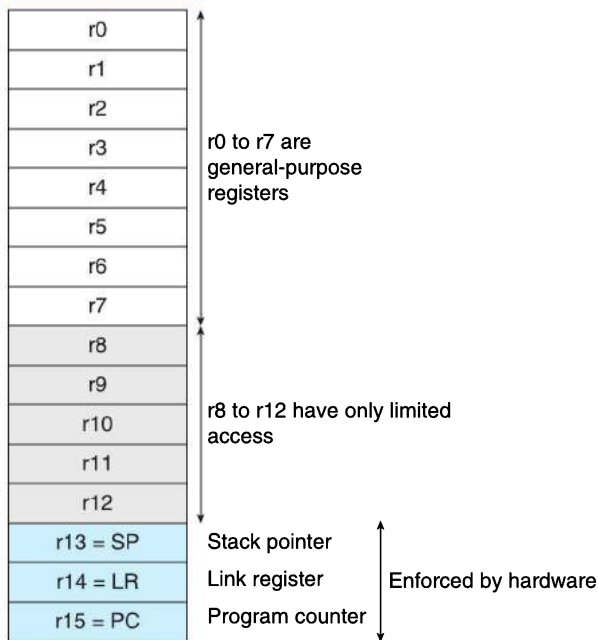 r0
r1
r2
r3
r4
r5
r6
r7
r0 to r7 are
general-purpose
registers
r8
r9
r10
r11
r12
r8 to r12 have only limited
access
r13 = SP
Stack pointer
r14 = LR
Link register
r15 = PC
Program counter
Enforced by hardware